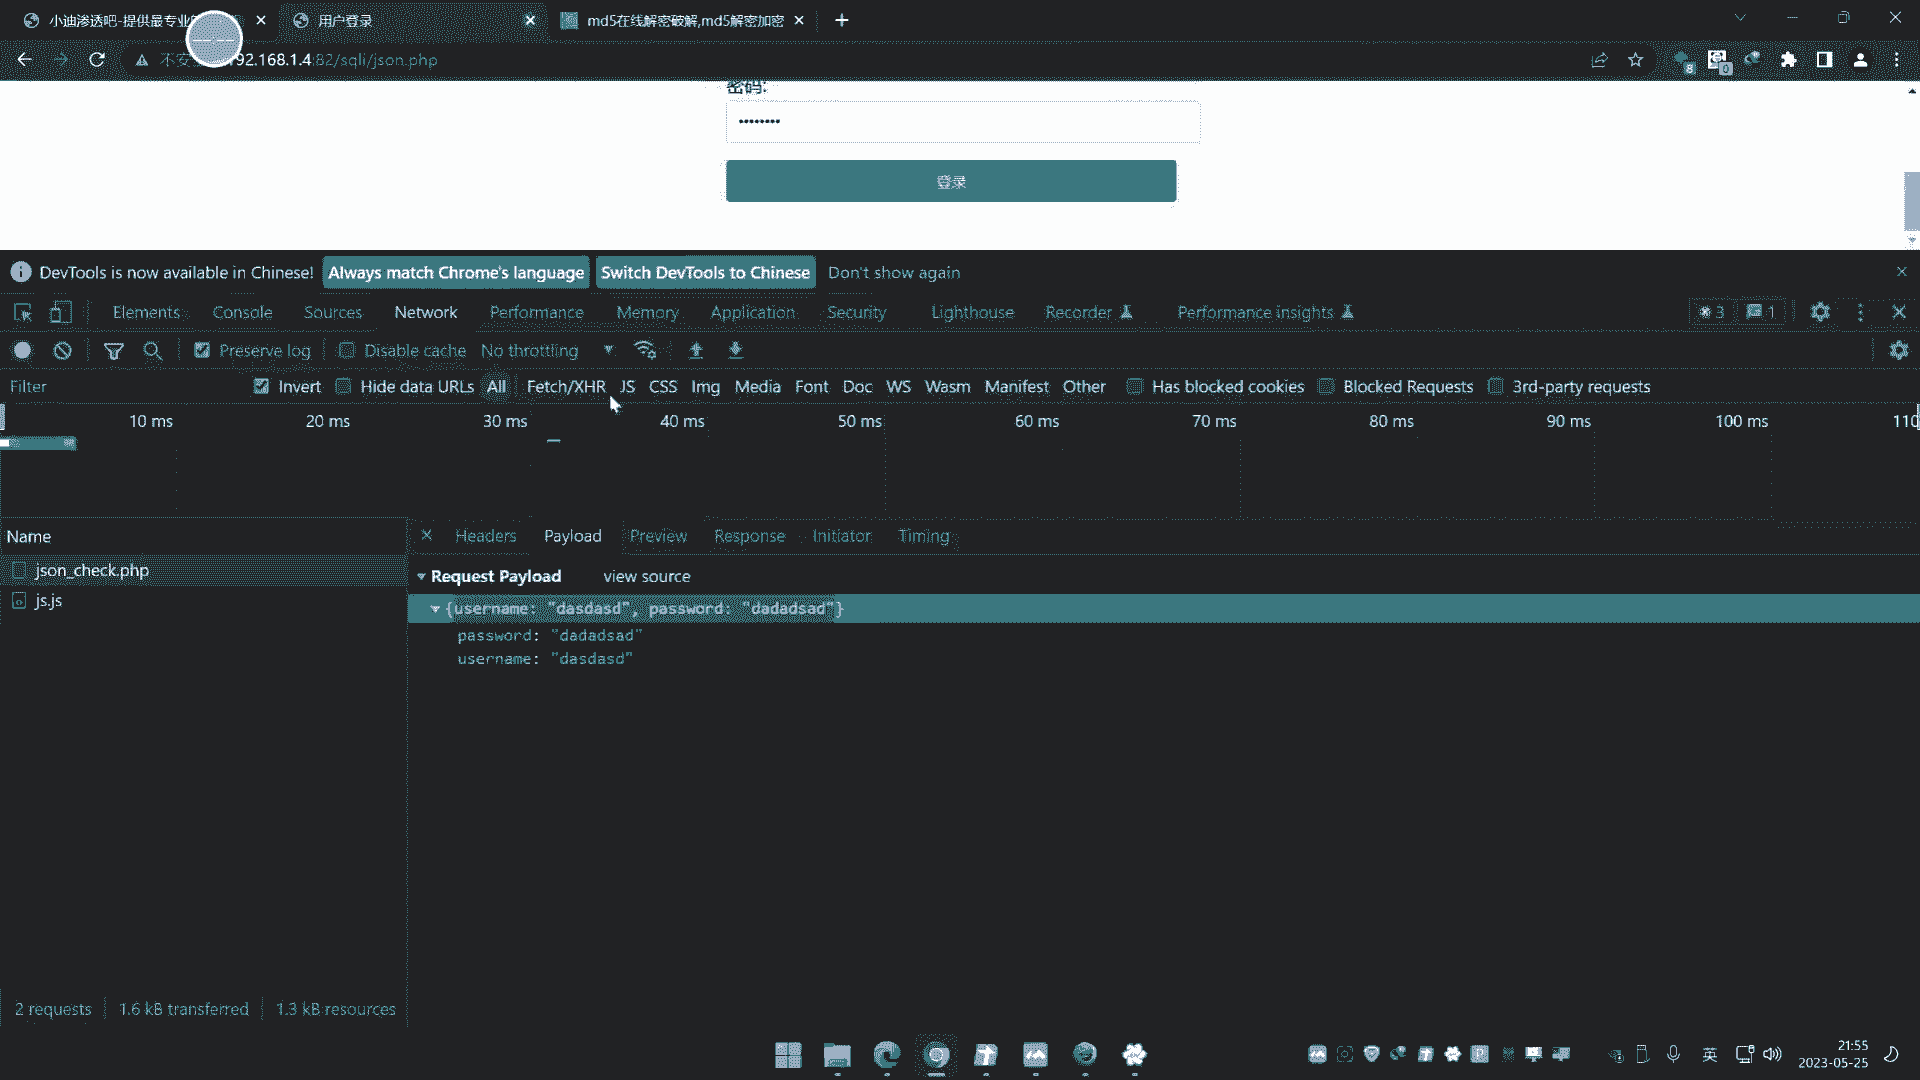 小迪渗透吧-提供最专业 用户登录 md5在线解密破解,md5解密加密
不安 92.168.1.4:82/sqli/json.php
8 0
密码:
••••••••
登录
DevTools is now available in Chinese! Always match Chrome's language Switch DevTools to Chinese Don't show again
Elements Console Sources Network Performance Memory Application Security Lighthouse Recorder Performance insights 3 1
Preserve log Disable cache No throttling
Filter Invert Hide data URLs All Fetch/XHR JS CSS Img Media Font Doc WS Wasm Manifest Other Has blocked cookies Blocked Requests 3rd-party requests
10 ms 20 ms 30 ms 40 ms 50 ms 60 ms 70 ms 80 ms 90 ms 100 ms 110
Name Headers Payload Preview Response Initiator Timing
json_check.php
js.js
Request Payload view source
{username: "dasdasd", password: "dadadsad"}
password: "dadadsad"
username: "dasdasd"
2 requests 1.6 kB transferred 1.3 kB resources
英
21:55
2023-05-25